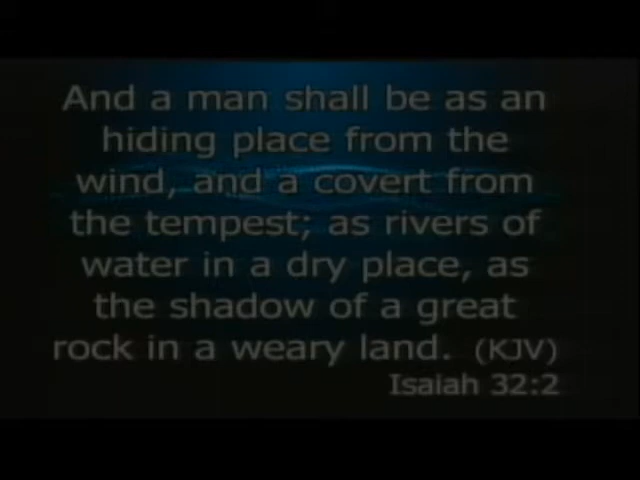 And a man shall be as an
hiding place from the
wind, and a covert from
the tempest; as rivers of
water in a dry place, as
the shadow of a great
rock in a weary land. (KJV)
Isaiah 32:2